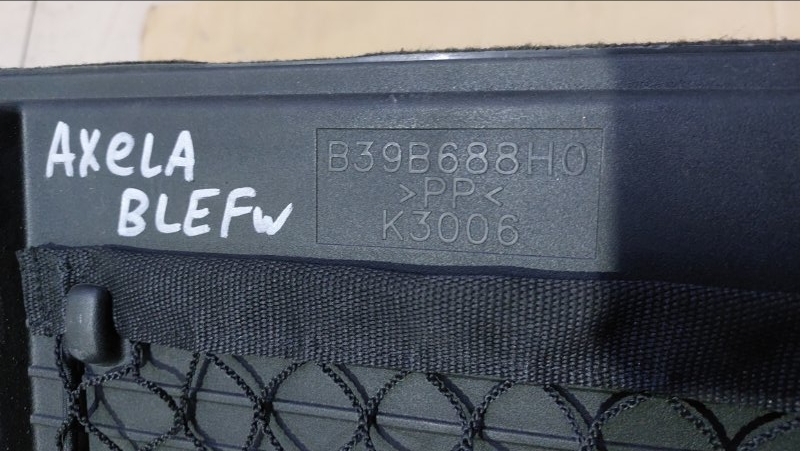 AXeLA
BLEFW
B39B688H0
>PP<
K3006